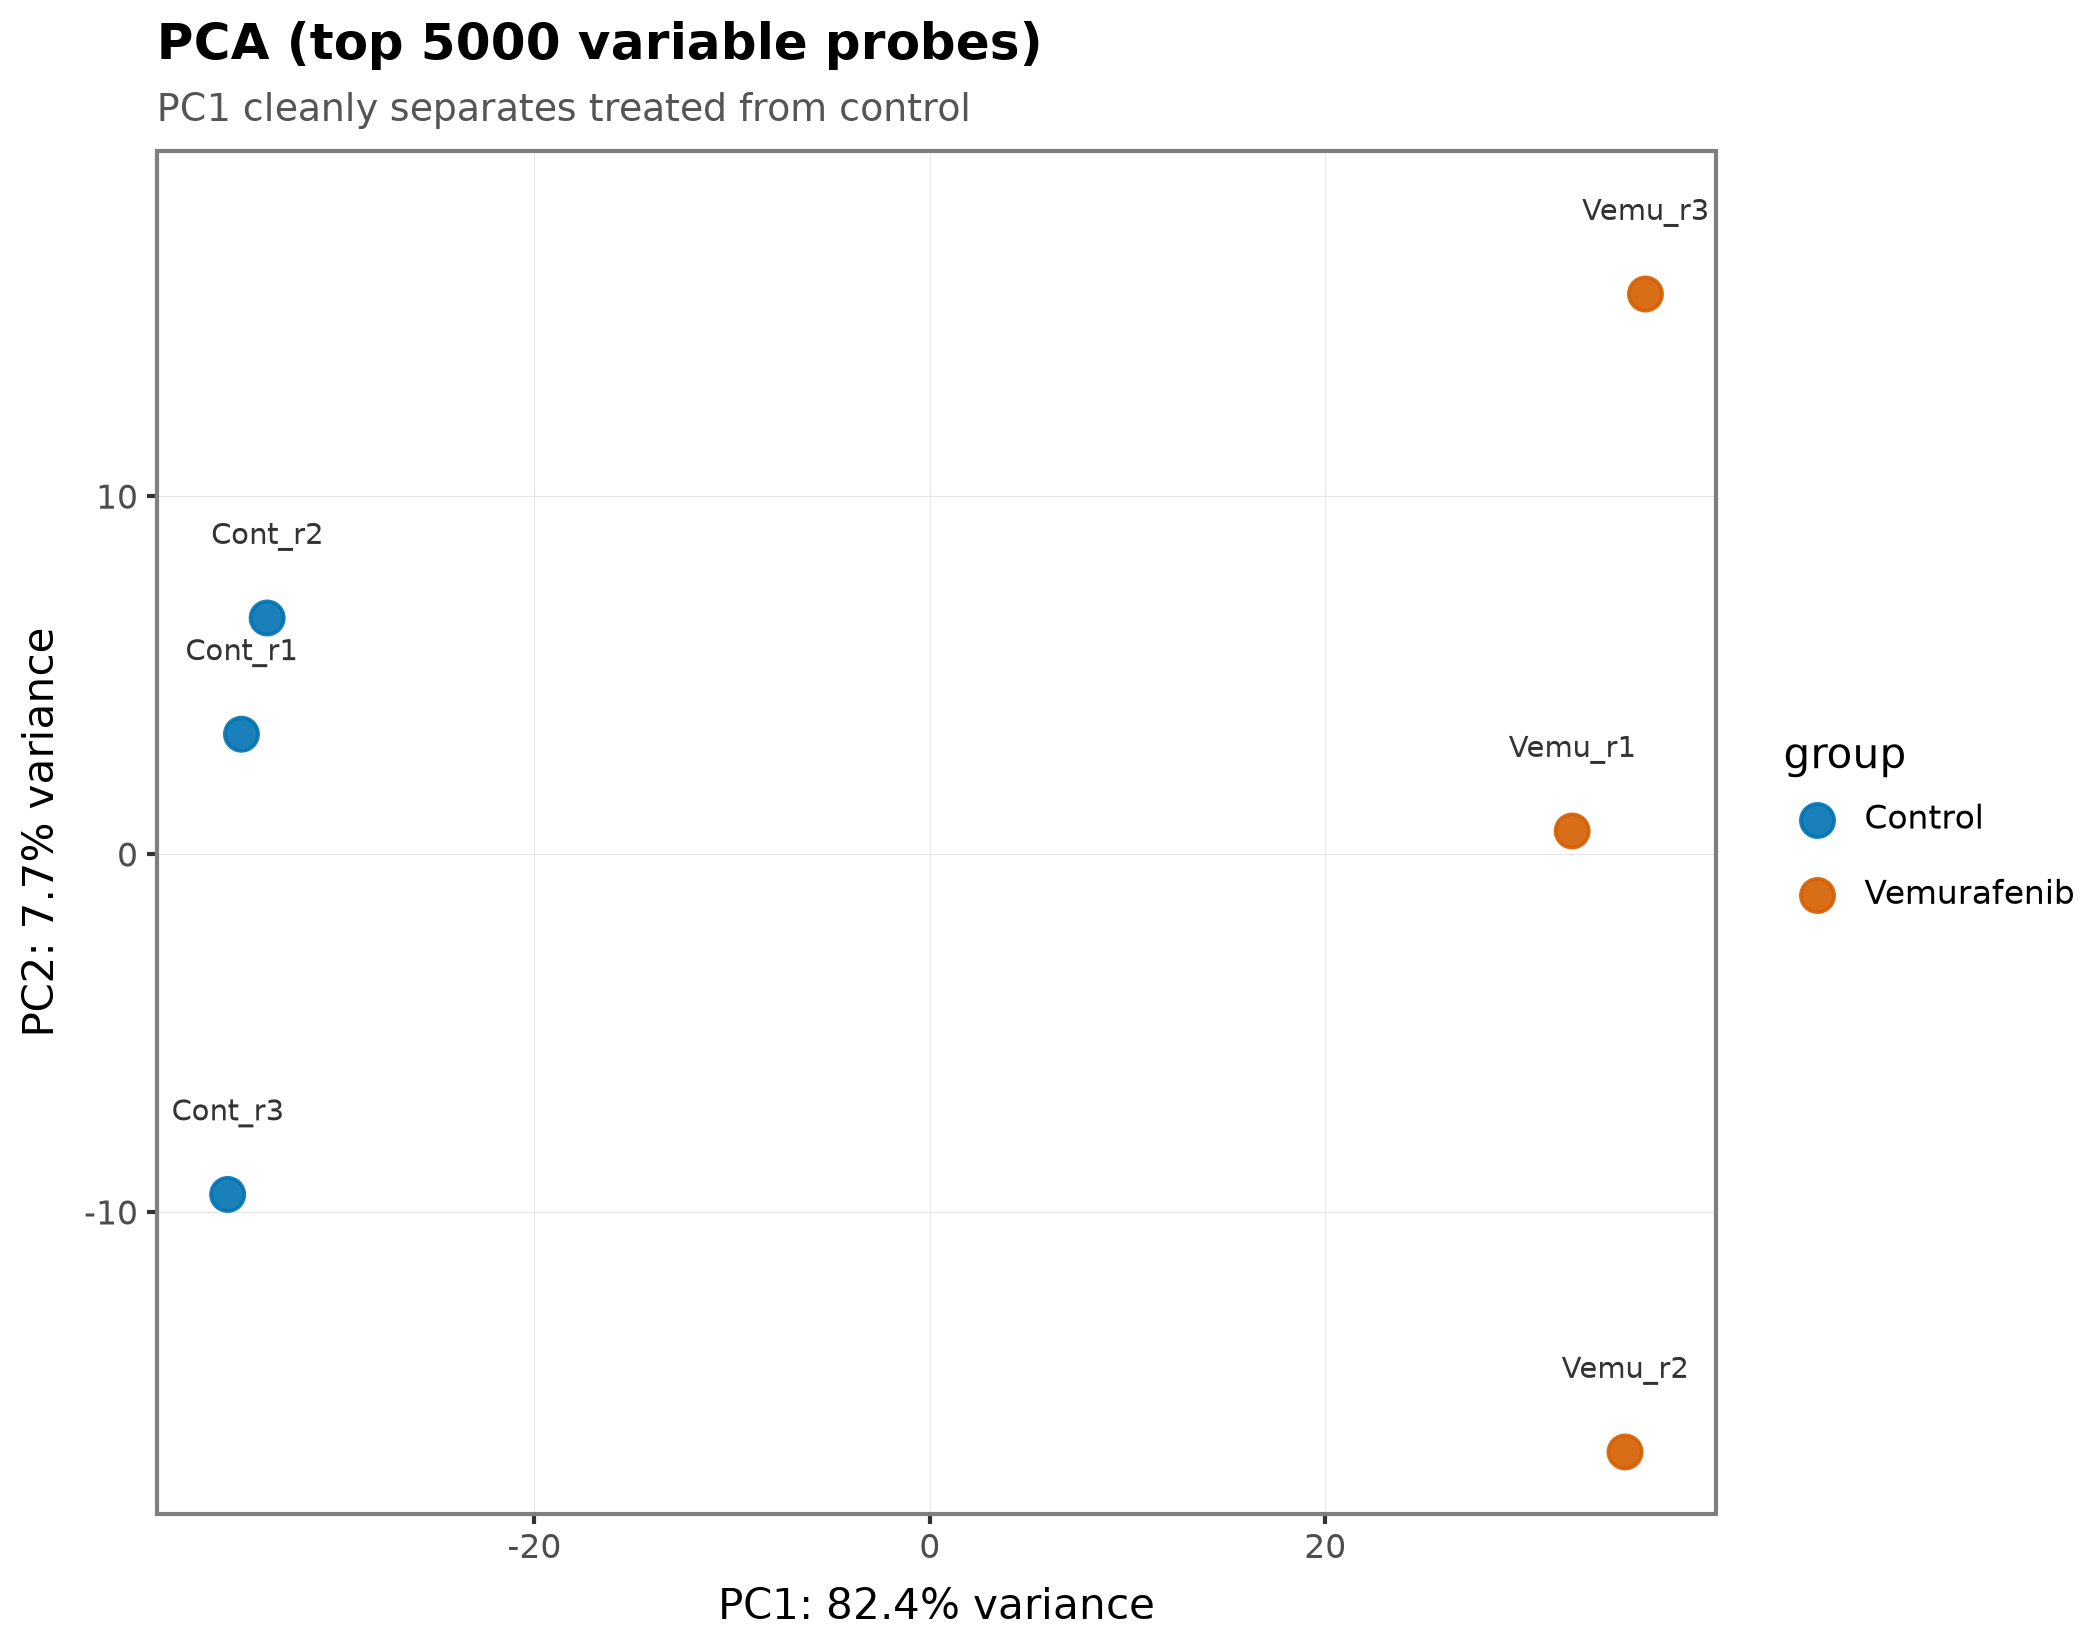 PCA (top 5000 variable probes)
PC1 cleanly separates treated from control
Vemu_r3
10
Cont_r2
Cont_r1
Vemu_r1
0
Cont_r3
-10
Vemu_r2
-20
0
20
PC1: 82.4% variance
PC2: 7.7% variance
group
Control
Vemurafenib